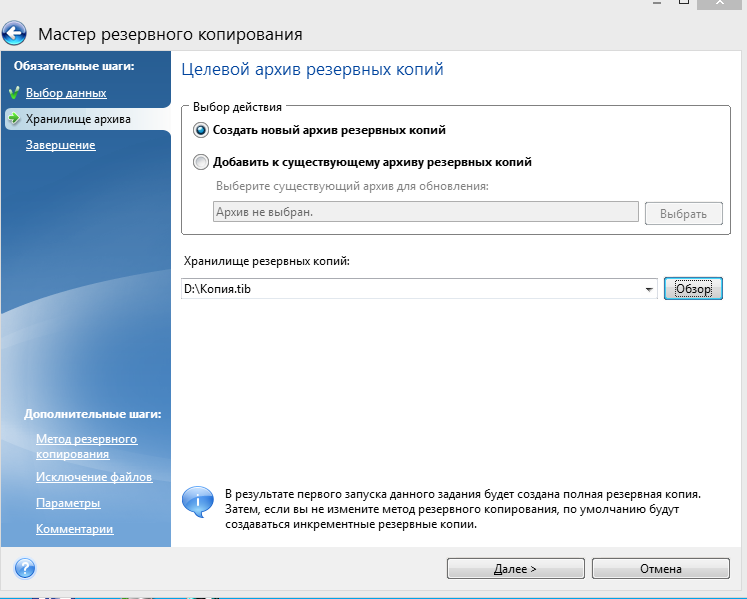 Мастер резервного копирования
Обязательные шаги:
Выбор данных
Хранилище архива
Завершение
Целевой архив резервных копий
Выбор действия
Создать новый архив резервных копий
Добавить к существующему архиву резервных копий
Выберите существующий архив для обновления:
Архив не выбран.
Выбрать
Хранилище резервных копий:
D:\Копия.tib
Обзор
Дополнительные шаги:
Метод резервного
копирования
Исключение файлов
Параметры
Комментарии
В результате первого запуска данного задания будет создана полная резервная копия.
Затем, если вы не измените метод резервного копирования, по умолчанию будут
создаваться инкрементные резервные копии.
Далее >
Отмена